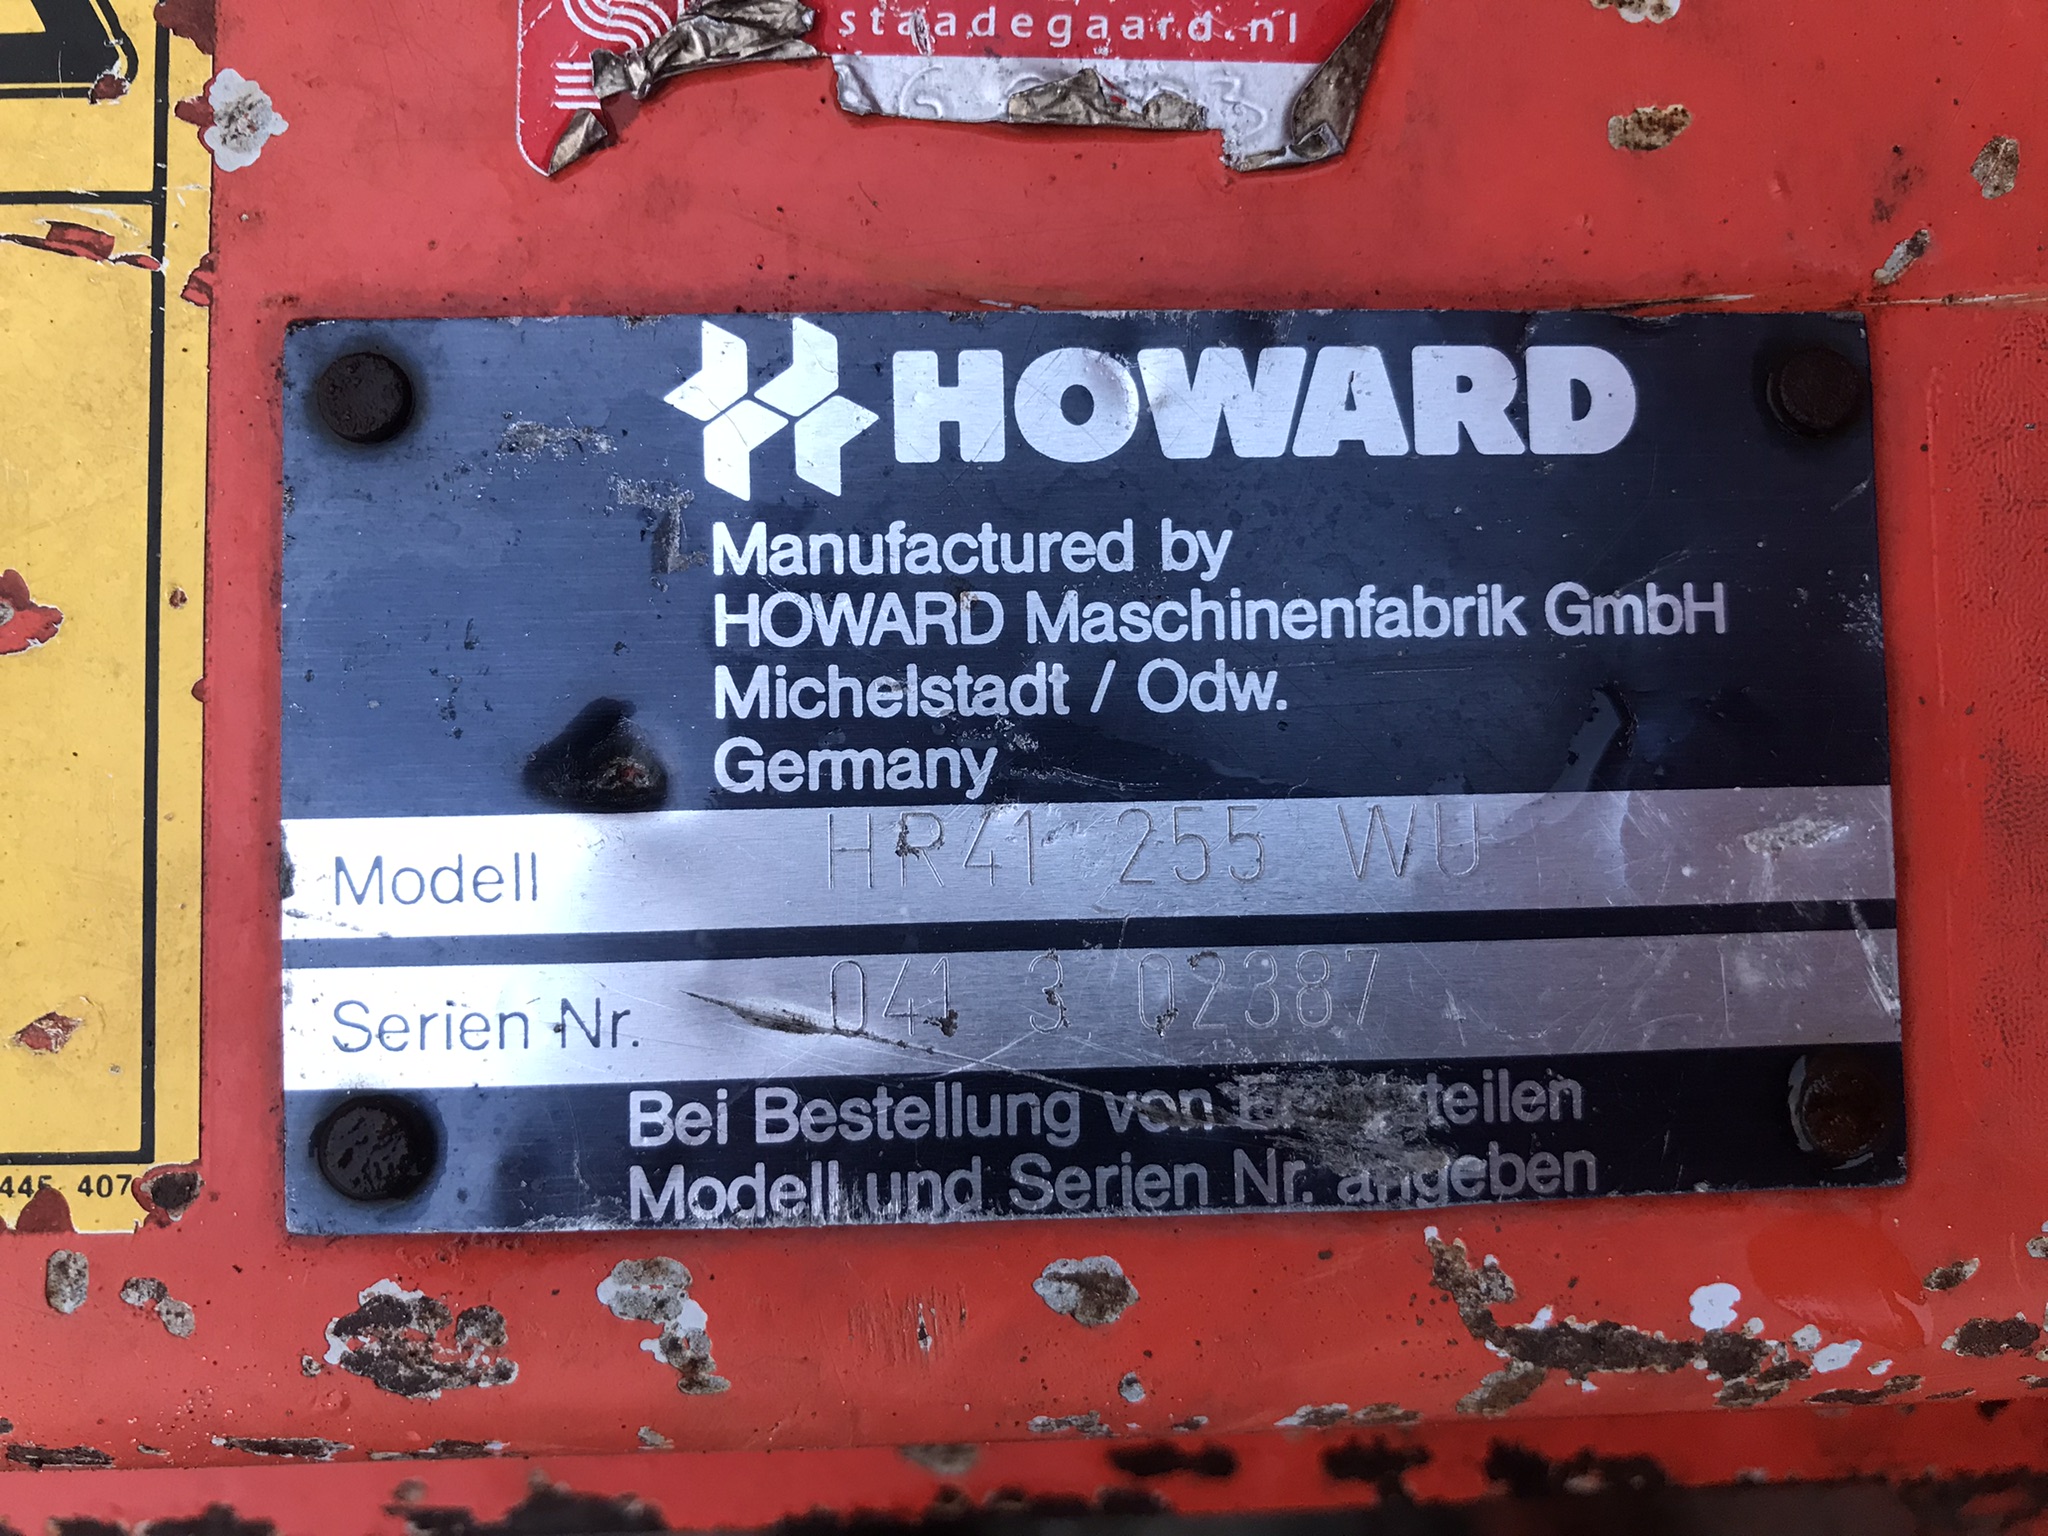 staadegaard.nl
HOWARD
Manufactured by
HOWARD Maschinenfabrik GmbH
Michelstadt / Odw.
Germany
Modell HR41 255 WU
Serien Nr. 041 3 02387
Bei Bestellung von teilen
Modell und Serien Nr. angeben
445 407